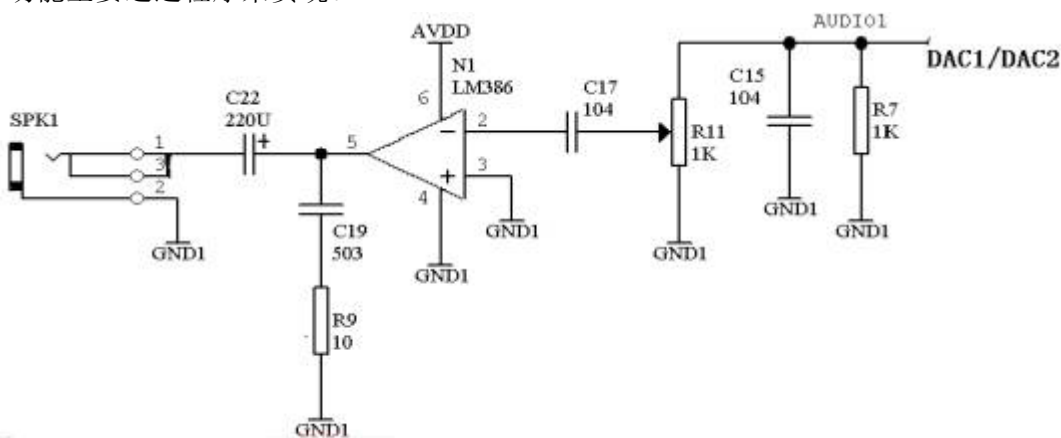 AUDIO1
AVDD
DAC1/DAC2
N1
LM386
C17
104
C15
104
R7
1K
R11
1K
C22
220U
+
SPK1
1
3
2
5
6
2
3
4
−
+
C19
503
R9
10
GND1
GND1
GND1
GND1
GND1
GND1
GND1